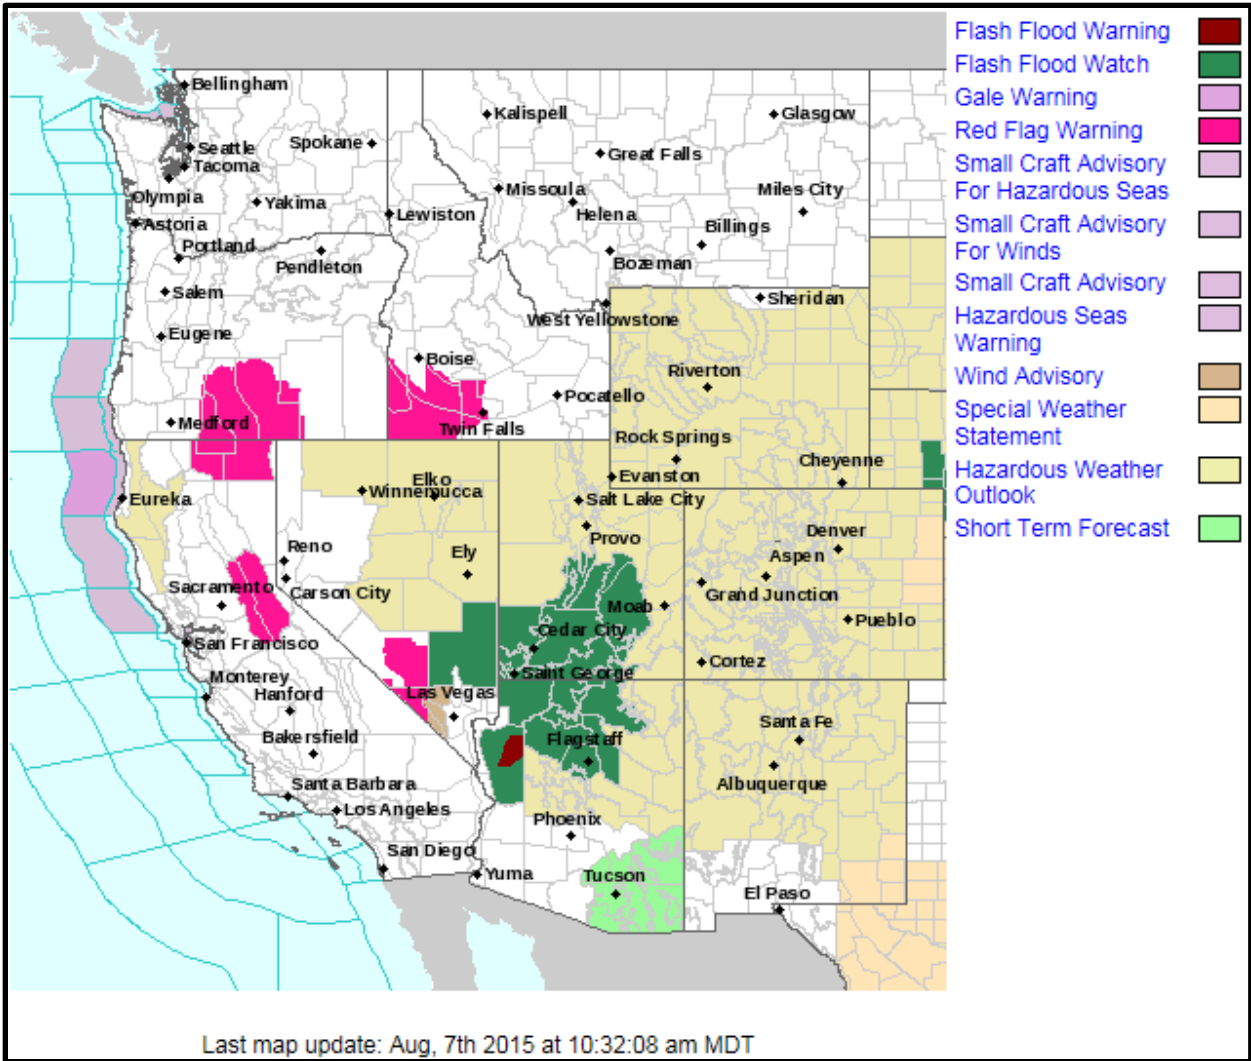 Bellingham
Kalispell
Glasgow
Spokane
Seattle
Tacoma
Great Falls
Olympia
Yakima
Lewiston
Missoula
Helena
Miles City
Astoria
Billings
Portland
Pendleton
Bozeman
Salem
Sheridan
West Yellowstone
Eugene
Boise
Riverton
Pocatello
Medford
Twin Falls
Rock Springs
Cheyenne
Elko
Evanston
Winnemucca
Eureka
Salt Lake City
Provo
Denver
Reno
Ely
Aspen
Sacramento
Carson City
Grand Junction
Moab
Pueblo
Cedar City
San Francisco
Cortez
Saint George
Monterey
Hanford
Las Vegas
Santa Fe
Bakersfield
Flagstaff
Albuquerque
Santa Barbara
Los Angeles
Phoenix
San Diego
Yuma
Tucson
El Paso
Flash Flood Warning
Flash Flood Watch
Gale Warning
Red Flag Warning
Small Craft Advisory
For Hazardous Seas
Small Craft Advisory
For Winds
Small Craft Advisory
Hazardous Seas
Warning
Wind Advisory
Special Weather
Statement
Hazardous Weather
Outlook
Short Term Forecast
Last map update: Aug, 7th 2015 at 10:32:08 am MDT